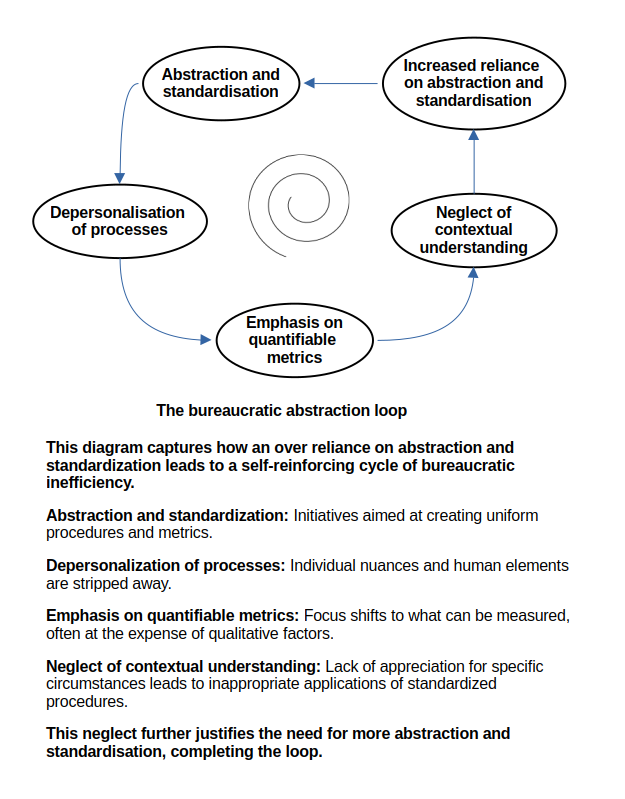 Abstraction and
standardisation
Increased reliance
on abstraction and
standardisation
Depersonalisation
of processes
Neglect of
contextual
understanding
Emphasis on
quantifiable
metrics
The bureaucratic abstraction loop
This diagram captures how an over reliance on abstraction and
standardization leads to a self-reinforcing cycle of bureaucratic
inefficiency.
Abstraction and standardization: Initiatives aimed at creating uniform
procedures and metrics.
Depersonalization of processes: Individual nuances and human elements
are stripped away.
Emphasis on quantifiable metrics: Focus shifts to what can be measured,
often at the expense of qualitative factors.
Neglect of contextual understanding: Lack of appreciation for specific
circumstances leads to inappropriate applications of standardized
procedures.
This neglect further justifies the need for more abstraction and
standardisation, completing the loop.